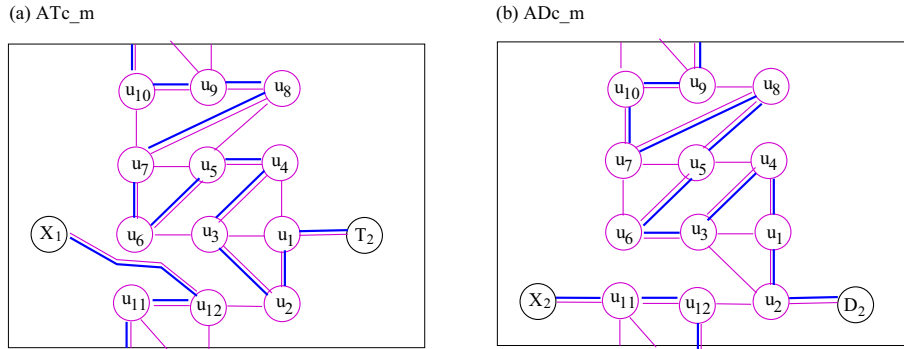 (a) ATc_m
(b) ADc_m
u10 u9 u8
u7 u5 u4
X1 u6 u3 u1 T2
u11 u12 u2
u10 u9 u8
u7 u5 u4
u6 u3 u1
X2 u11 u12 u2 D2